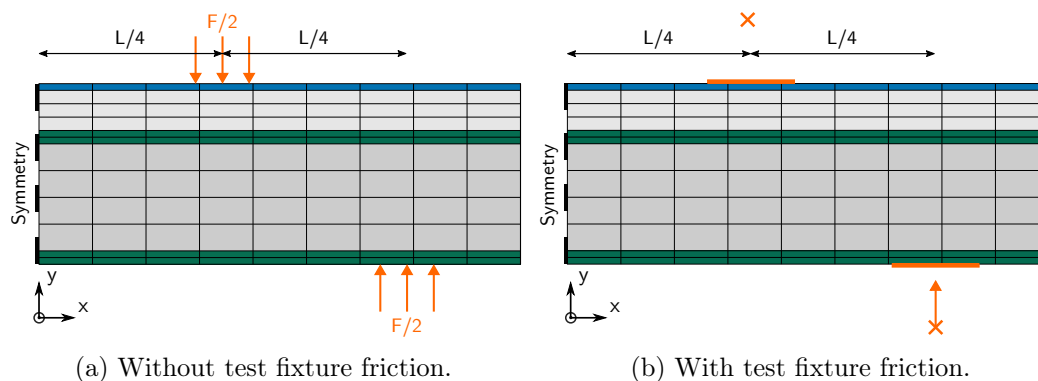 F/2
L/4 L/4
Symmetry
y
x
F/2
(a) Without test fixture friction.
L/4 L/4
Symmetry
y
x
(b) With test fixture friction.